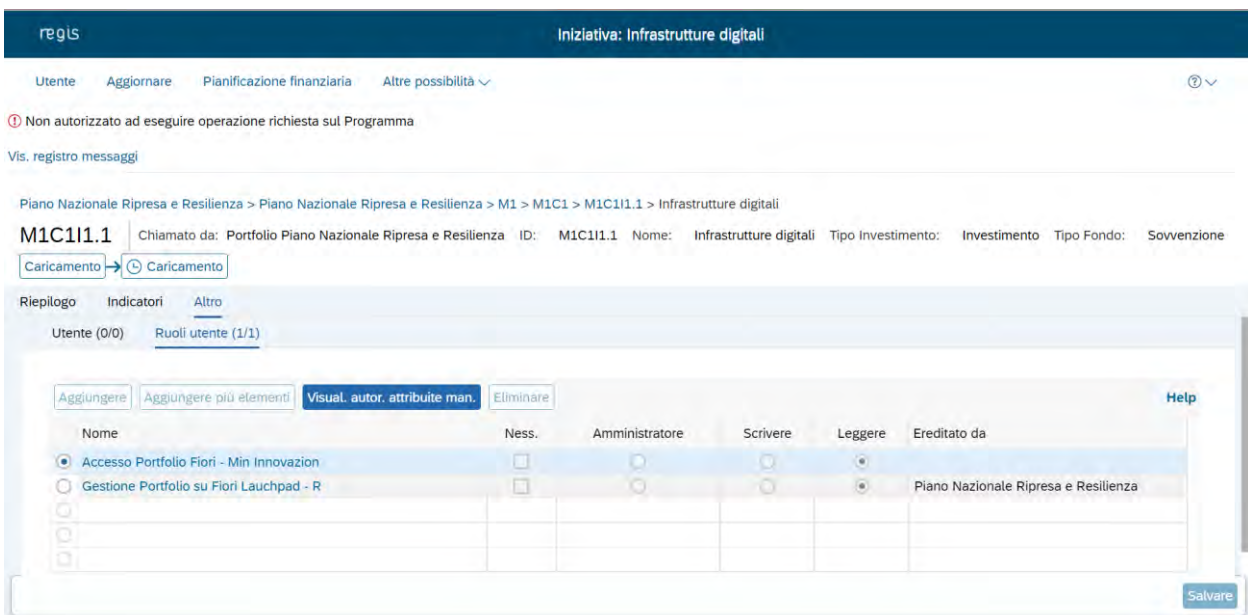 regis Iniziativa: Infrastrutture digitali
Utente Aggiornare Pianificazione finanziaria Altre possibilità
Non autorizzato ad eseguire operazione richiesta sul Programma
Vis. registro messaggi
Piano Nazionale Ripresa e Resilienza > Piano Nazionale Ripresa e Resilienza > M1 > M1C1 > M1C1I1.1 > Infrastrutture digitali
M1C1I1.1 Chiamato da: Portfolio Piano Nazionale Ripresa e Resilienza ID: M1C1I1.1 Nome: Infrastrutture digitali Tipo Investimento: Investimento Tipo Fondo: Sovvenzione
Caricamento Caricamento
Riepilogo Indicatori Altro
Utente (0/0) Ruoli utente (1/1)
Aggiungere Aggiungere più elementi Visual. autor. attribuite man. Eliminare Help
Nome Ness. Amministratore Scrivere Leggere Ereditato da
Accesso Portfolio Fiori - Min Innovazion
Gestione Portfolio su Fiori Lauchpad - R Piano Nazionale Ripresa e Resilienza
Salvare